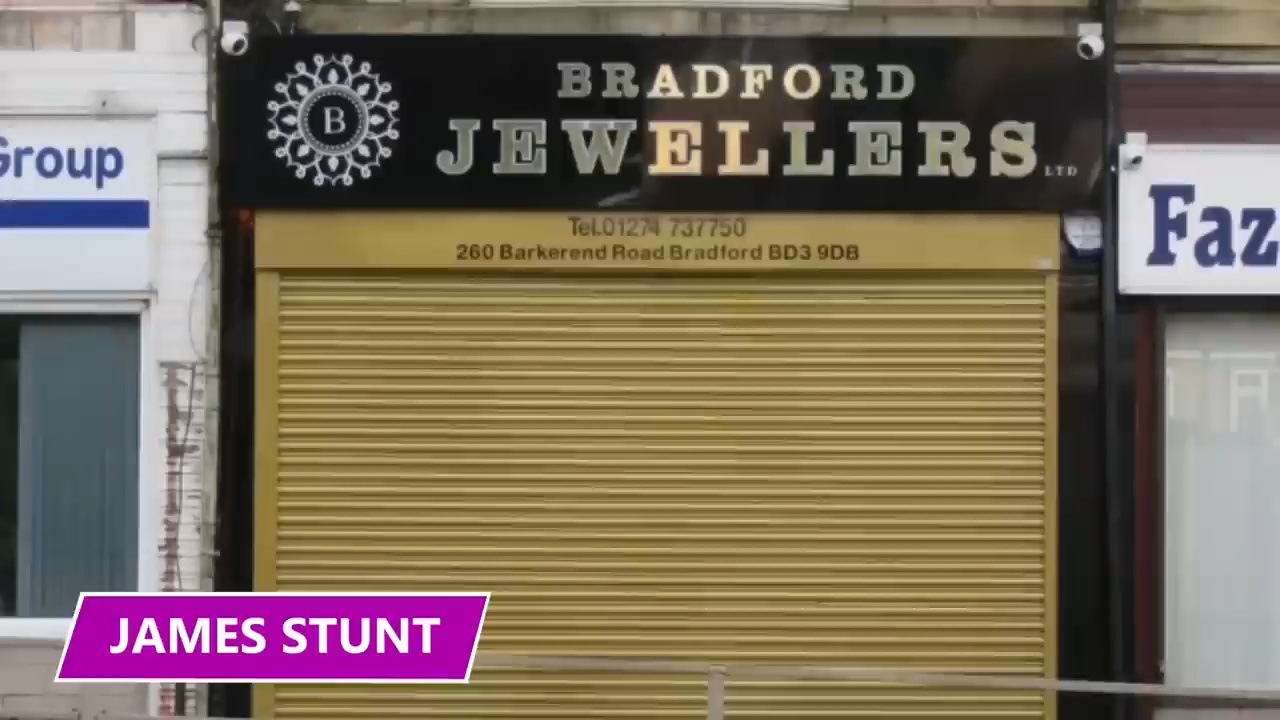 BRADFORD
B
JEWELLERS LTD
Group
Tel.01274 737750
260 Barkerend Road Bradford BD3 9DB
Faz
JAMES STUNT